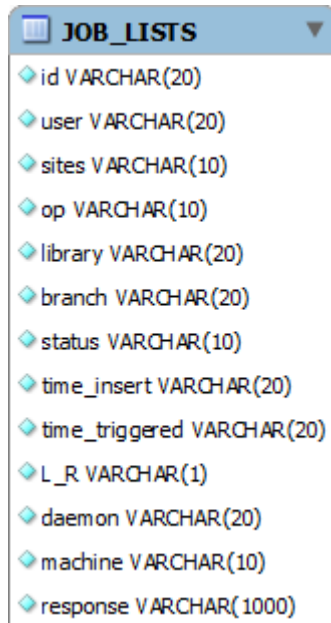 JOB_LISTS
id VARCHAR(20)
user VARCHAR(20)
sites VARCHAR(10)
op VARCHAR(10)
library VARCHAR(20)
branch VARCHAR(20)
status VARCHAR(10)
time_insert VARCHAR(20)
time_triggered VARCHAR(20)
L_R VARCHAR(1)
daemon VARCHAR(20)
machine VARCHAR(10)
response VARCHAR(1000)